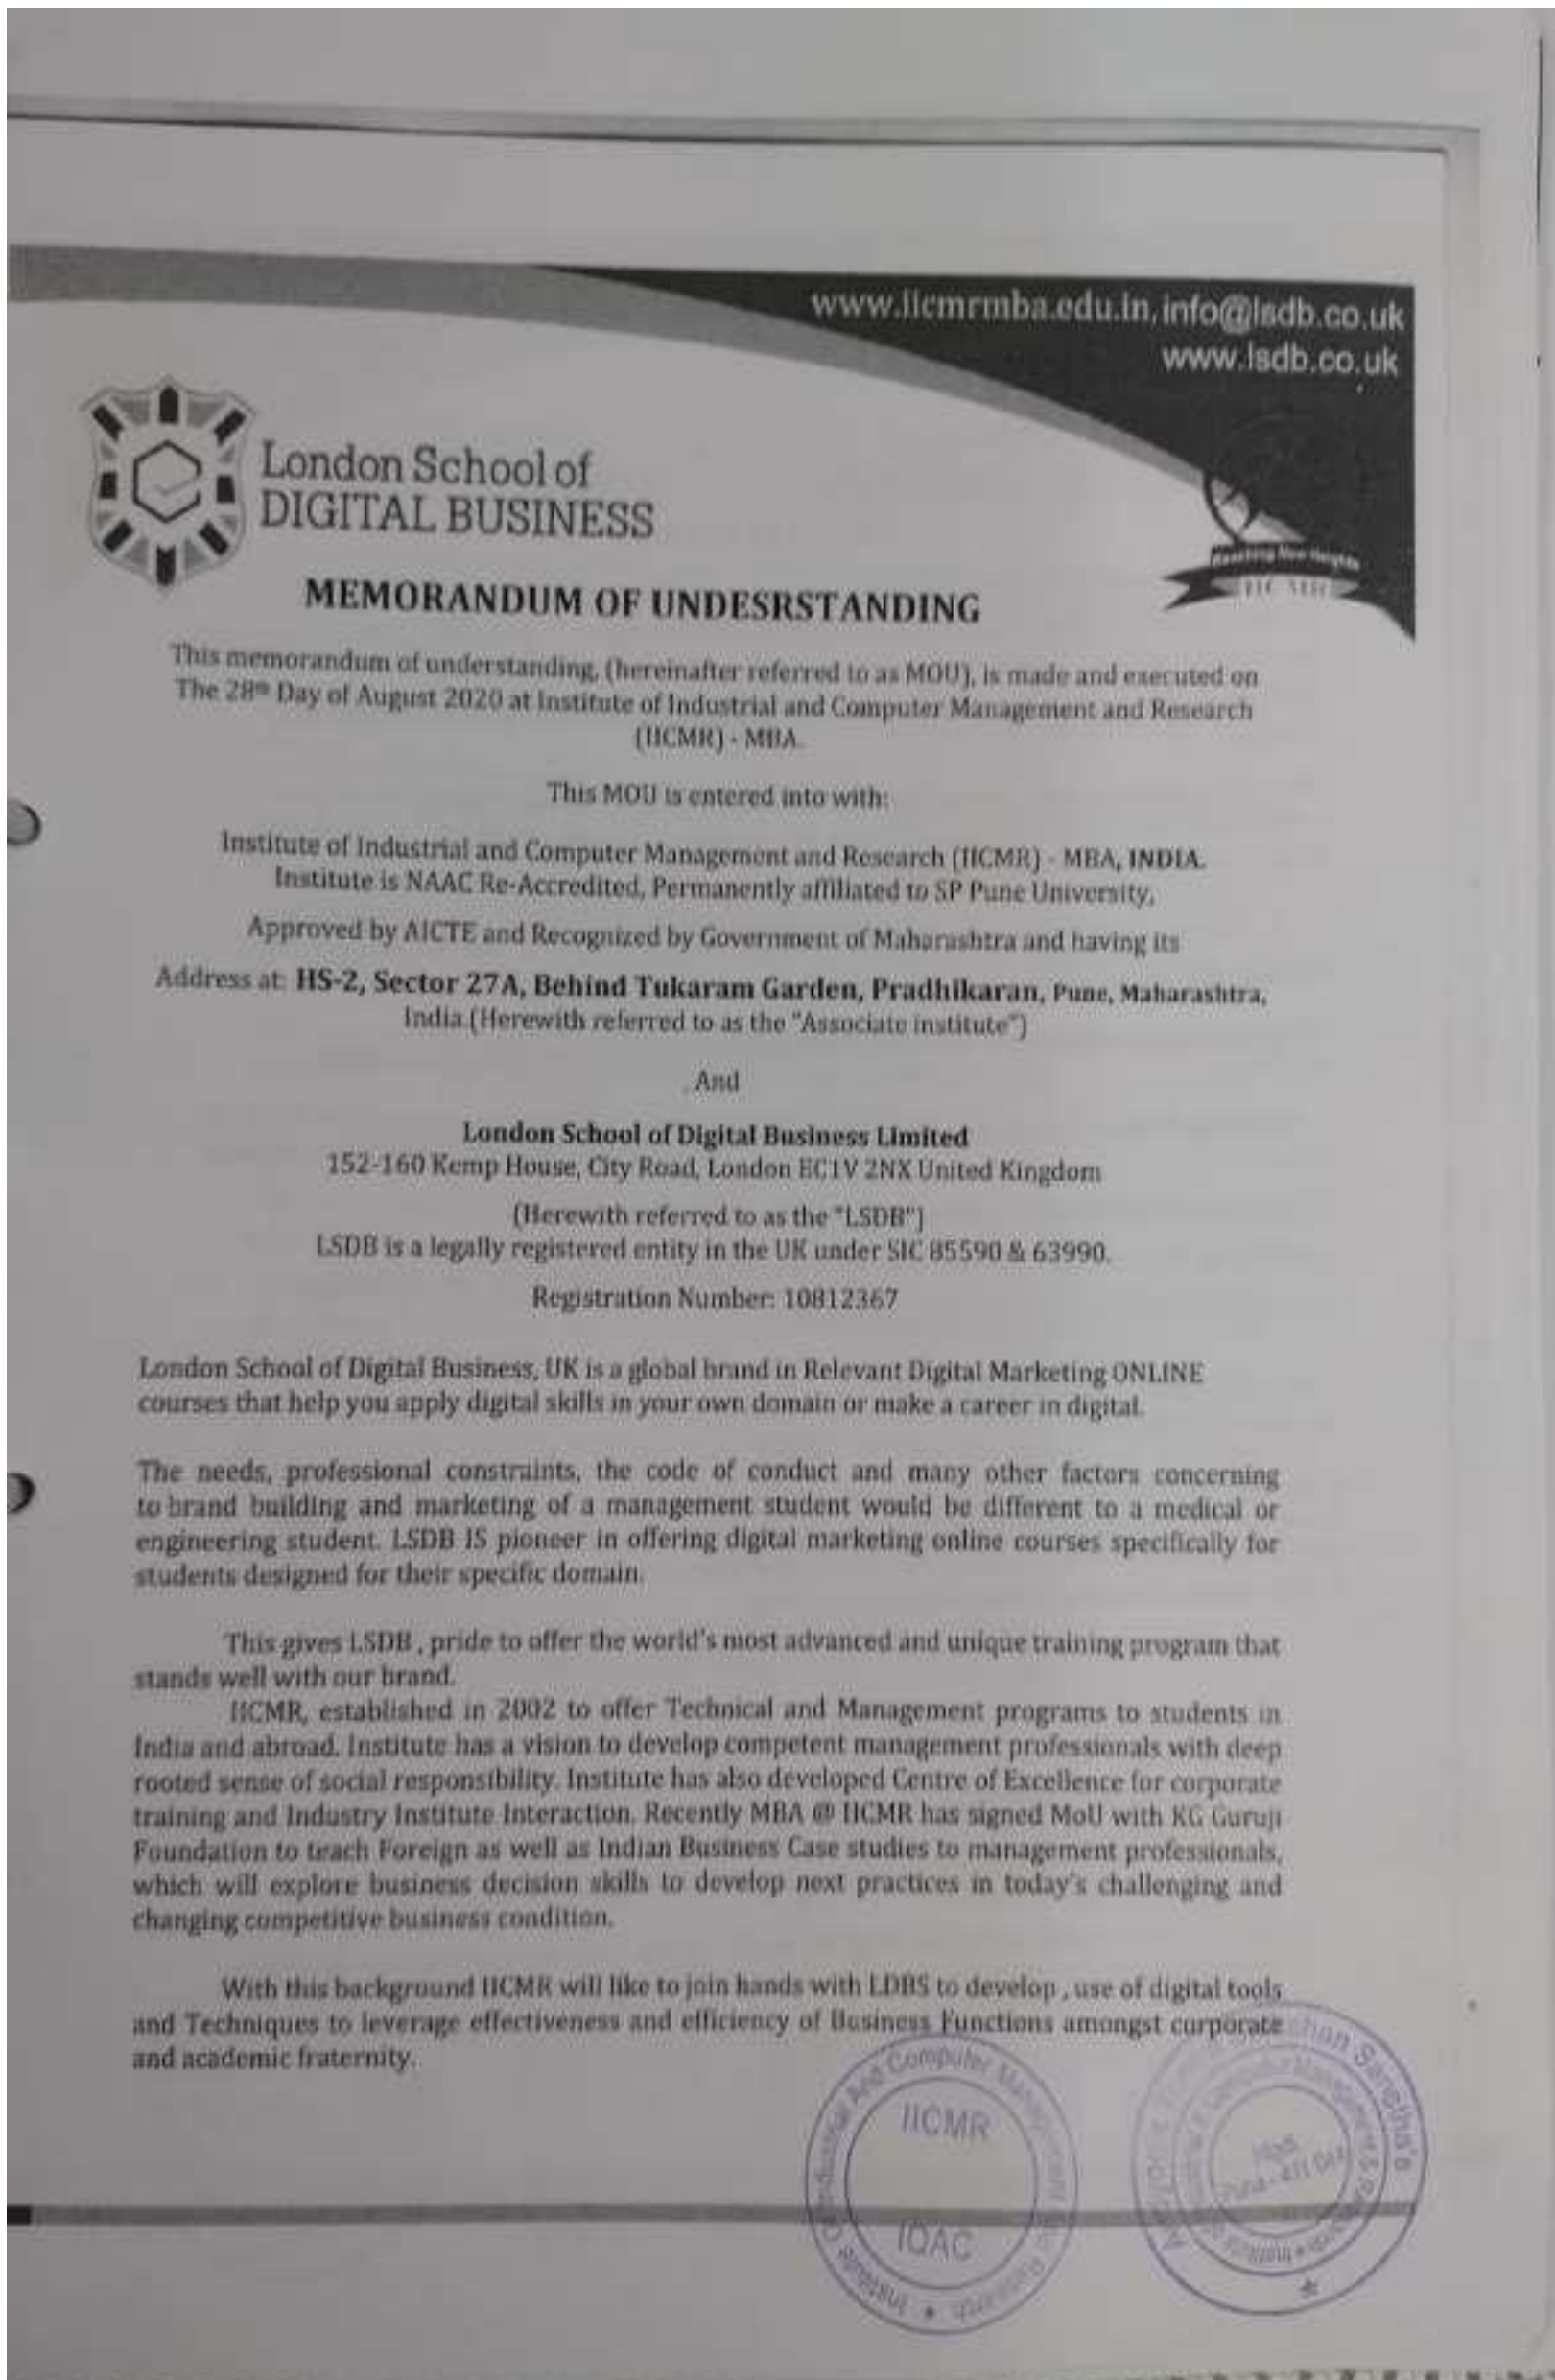 www.iicmrmba.edu.in, info@lsdb.co.uk
www.lsdb.co.uk
London School of
DIGITAL BUSINESS
Reaching New Heights
MEMORANDUM OF UNDESRSTANDING
This memorandum of understanding, (hereinafter referred to as MOU), is made and executed on
The 28th Day of August 2020 at Institute of Industrial and Computer Management and Research
(IICMR) - MBA.
This MOU is entered into with:
Institute of Industrial and Computer Management and Research (IICMR) - MBA, INDIA.
Institute is NAAC Re-Accredited, Permanently affiliated to SP Pune University,
Approved by AICTE and Recognized by Government of Maharashtra and having its
Address at: HS-2, Sector 27A, Behind Tukaram Garden, Pradhikaran, Pune, Maharashtra,
India.(Herewith referred to as the "Associate institute")
And
London School of Digital Business Limited
152-160 Kemp House, City Road, London EC1V 2NX United Kingdom
(Herewith referred to as the "LSDB")
LSDB is a legally registered entity in the UK under SIC 85590 & 63990.
Registration Number: 10812367
London School of Digital Business, UK is a global brand in Relevant Digital Marketing ONLINE
courses that help you apply digital skills in your own domain or make a career in digital.
The needs, professional constraints, the code of conduct and many other factors concerning
to brand building and marketing of a management student would be different to a medical or
engineering student. LSDB IS pioneer in offering digital marketing online courses specifically for
students designed for their specific domain.
This gives LSDB , pride to offer the world's most advanced and unique training program that
stands well with our brand.
IICMR, established in 2002 to offer Technical and Management programs to students in
India and abroad. Institute has a vision to develop competent management professionals with deep
rooted sense of social responsibility. Institute has also developed Centre of Excellence for corporate
training and Industry Institute Interaction. Recently MBA @ IICMR has signed MoU with KG Guruji
Foundation to teach Foreign as well as Indian Business Case studies to management professionals,
which will explore business decision skills to develop next practices in today's challenging and
changing competitive business condition.
With this background IICMR will like to join hands with LDBS to develop , use of digital tools
and Techniques to leverage effectiveness and efficiency of Business Functions amongst corporate
and academic fraternity.
Institute Of Industrial And Computer Management And Research
IICMR
IQAC
Sanstha's